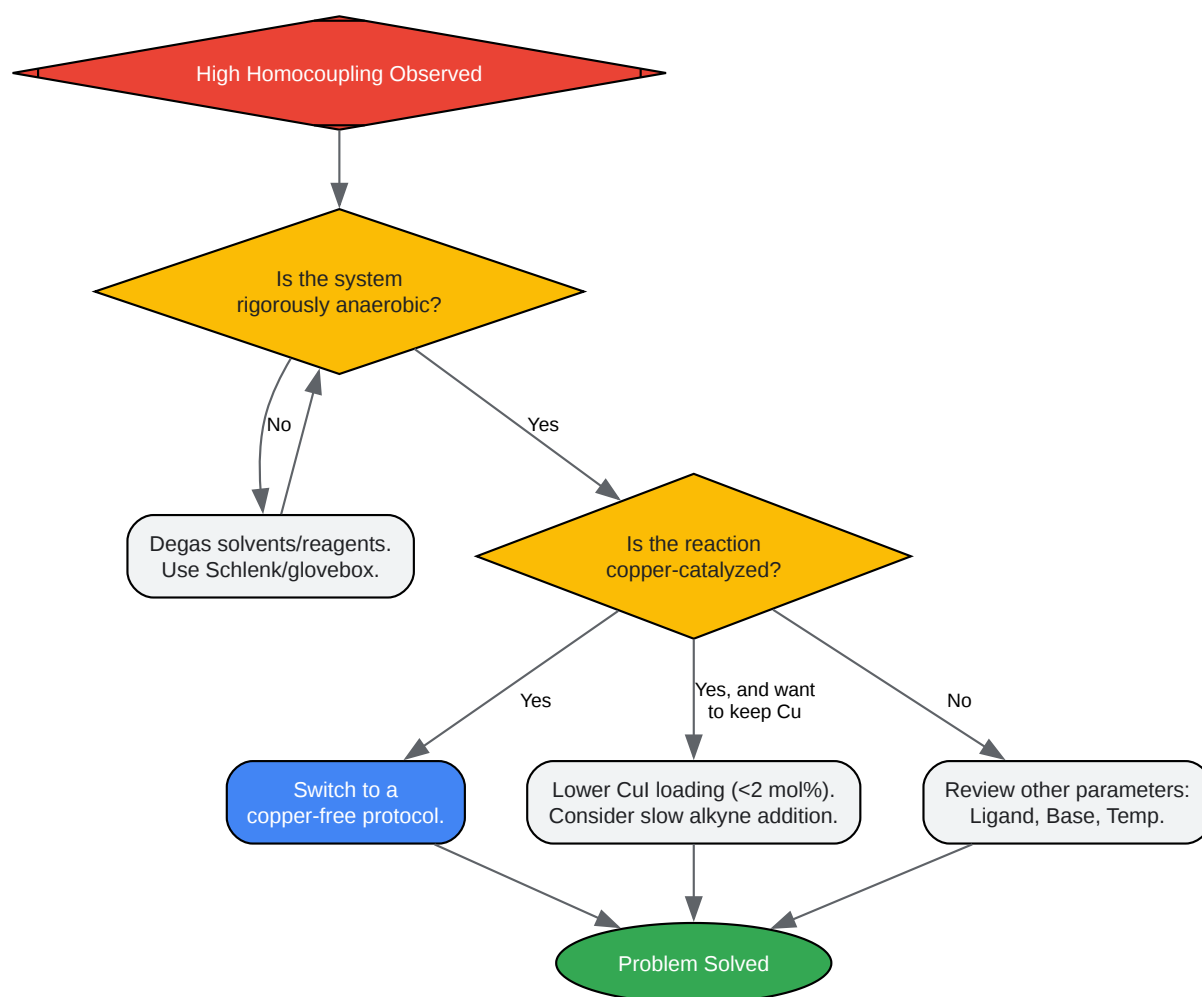 High Homocoupling Observed
Is the system
rigorously anaerobic?
No
Yes
Degas solvents/reagents.
Use Schlenk/glovebox.
Is the reaction
copper-catalyzed?
Yes
Yes, and want
to keep Cu
No
Switch to a
copper-free protocol.
Lower CuI loading (<2 mol%).
Consider slow alkyne addition.
Review other parameters:
Ligand, Base, Temp.
Problem Solved